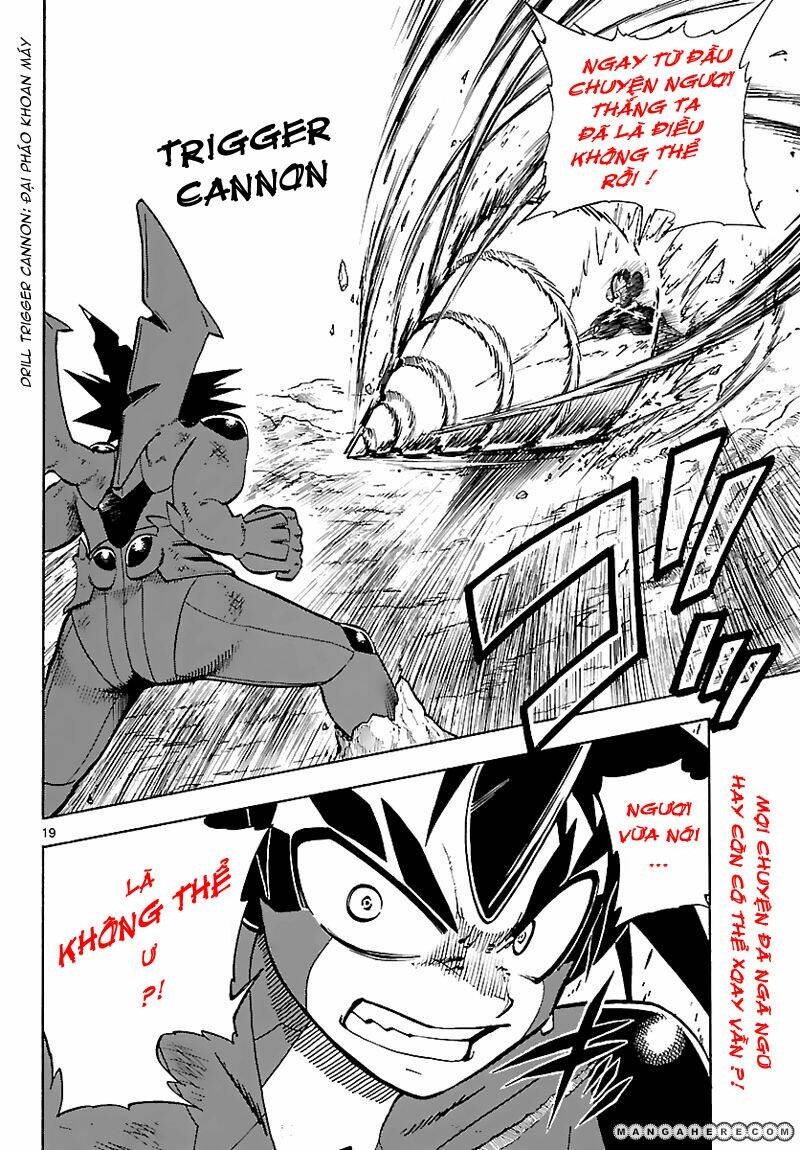 NGAY TỪ ĐẦU
CHUYỆN NGƯƠI
THẮNG TA
ĐÃ LÀ ĐIỀU
KHÔNG THỂ
RỒI !
TRIGGER
CANNON
DRILL TRIGGER CANNON: ĐẠI PHÁO KHOAN MÁY
NGƯƠI
VỪA NÓI
...
LÀ
KHÔNG THỂ
Ư
?!
MỌI CHUYỆN ĐÃ NGÃ NGŨ
HAY CÒN CÓ THỂ XOAY VẦN ?!
19
MANGAHERE.COM